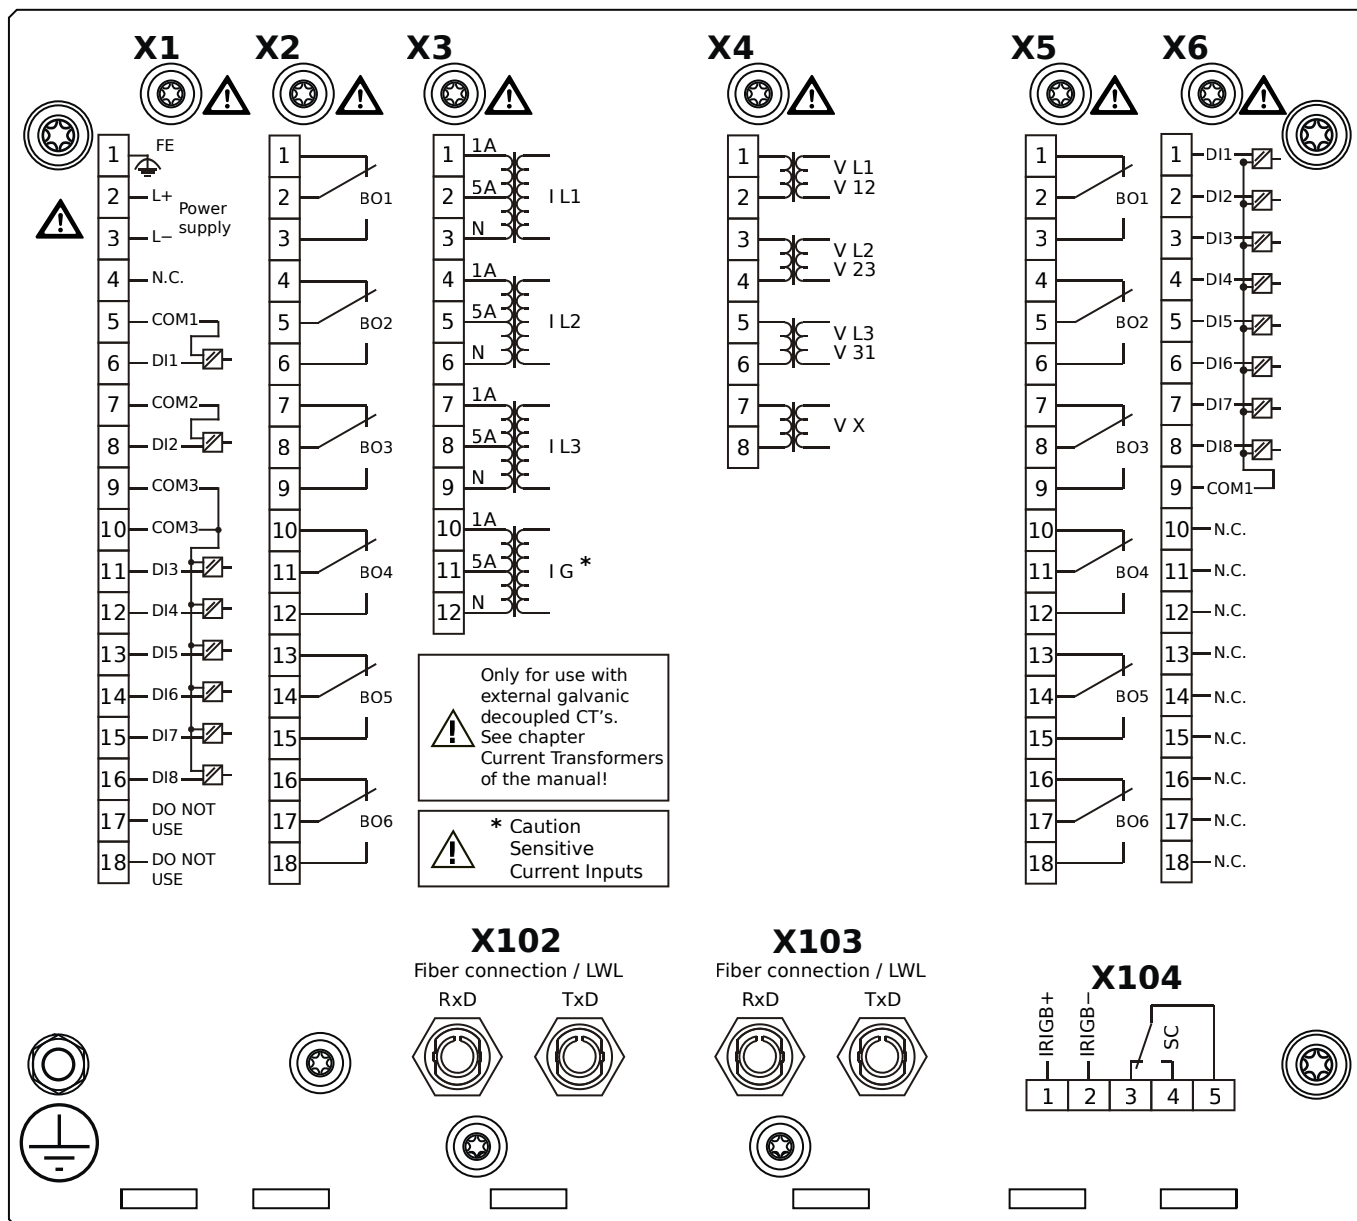 X1 X2 X3 X4 X5 X6
1 FE
2 L+ Power
3 L− supply
4 N.C.
5 COM1
6 DI1
7 COM2
8 DI2
9 COM3
10 COM3
11 DI3
12 DI4
13 DI5
14 DI6
15 DI7
16 DI8
17 DO NOT
USE
18 DO NOT
USE
1
2 BO1
3
4
5 BO2
6
7
8 BO3
9
10
11 BO4
12
13
14 BO5
15
16
17 BO6
18
1 1A
2 5A I L1
3 N
4 1A
5 5A I L2
6 N
7 1A
8 5A I L3
9 N
10 1A
11 5A I G *
12 N
Only for use with
external galvanic
decoupled CT's.
See chapter
Current Transformers
of the manual!
* Caution
Sensitive
Current Inputs
1 V L1
2 V 12
3 V L2
4 V 23
5 V L3
6 V 31
7 V X
8
1
2 BO1
3
4
5 BO2
6
7
8 BO3
9
10
11 BO4
12
13
14 BO5
15
16
17 BO6
18
1 DI1
2 DI2
3 DI3
4 DI4
5 DI5
6 DI6
7 DI7
8 DI8
9 COM1
10 N.C.
11 N.C.
12 N.C.
13 N.C.
14 N.C.
15 N.C.
16 N.C.
17 N.C.
18 N.C.
X102
Fiber connection / LWL
RxD TxD
X103
Fiber connection / LWL
RxD TxD
X104
IRIGB+
IRIGB−
SC
1 2 3 4 5